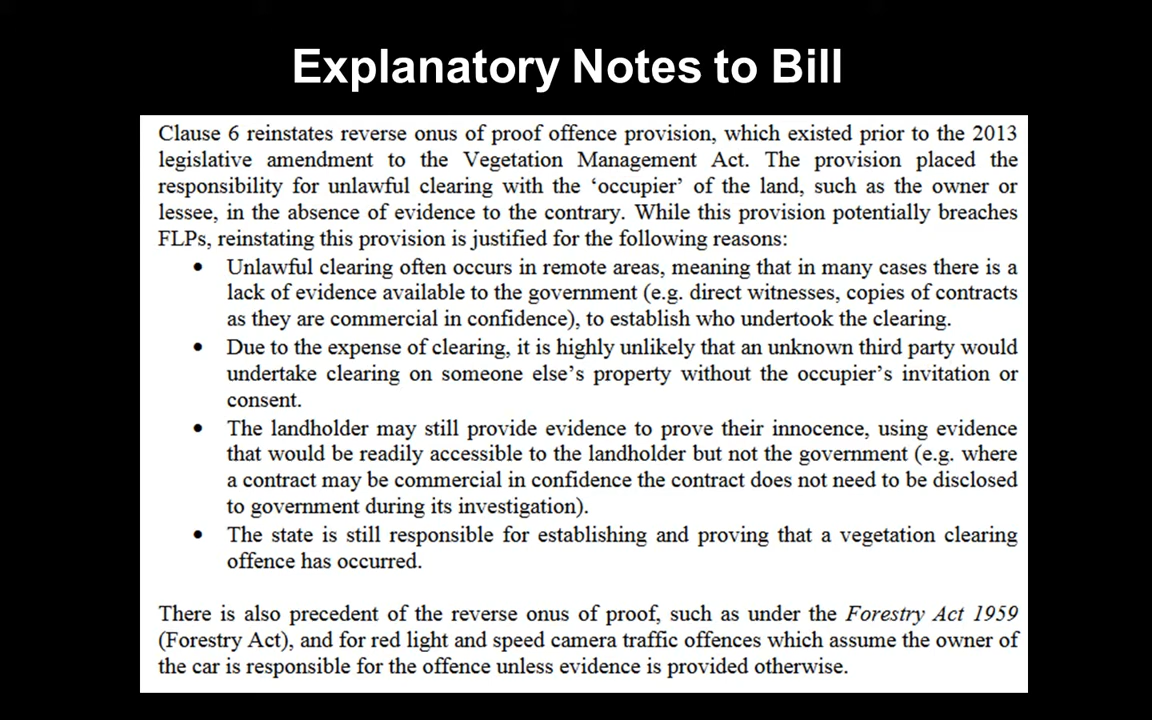 Explanatory Notes to Bill
Clause 6 reinstates reverse onus of proof offence provision, which existed prior to the 2013
legislative amendment to the Vegetation Management Act. The provision placed the
responsibility for unlawful clearing with the ‘occupier’ of the land, such as the owner or
lessee, in the absence of evidence to the contrary. While this provision potentially breaches
FLPs, reinstating this provision is justified for the following reasons:
• Unlawful clearing often occurs in remote areas, meaning that in many cases there is a
lack of evidence available to the government (e.g. direct witnesses, copies of contracts
as they are commercial in confidence), to establish who undertook the clearing.
• Due to the expense of clearing, it is highly unlikely that an unknown third party would
undertake clearing on someone else’s property without the occupier’s invitation or
consent.
• The landholder may still provide evidence to prove their innocence, using evidence
that would be readily accessible to the landholder but not the government (e.g. where
a contract may be commercial in confidence the contract does not need to be disclosed
to government during its investigation).
• The state is still responsible for establishing and proving that a vegetation clearing
offence has occurred.
There is also precedent of the reverse onus of proof, such as under the Forestry Act 1959
(Forestry Act), and for red light and speed camera traffic offences which assume the owner of
the car is responsible for the offence unless evidence is provided otherwise.